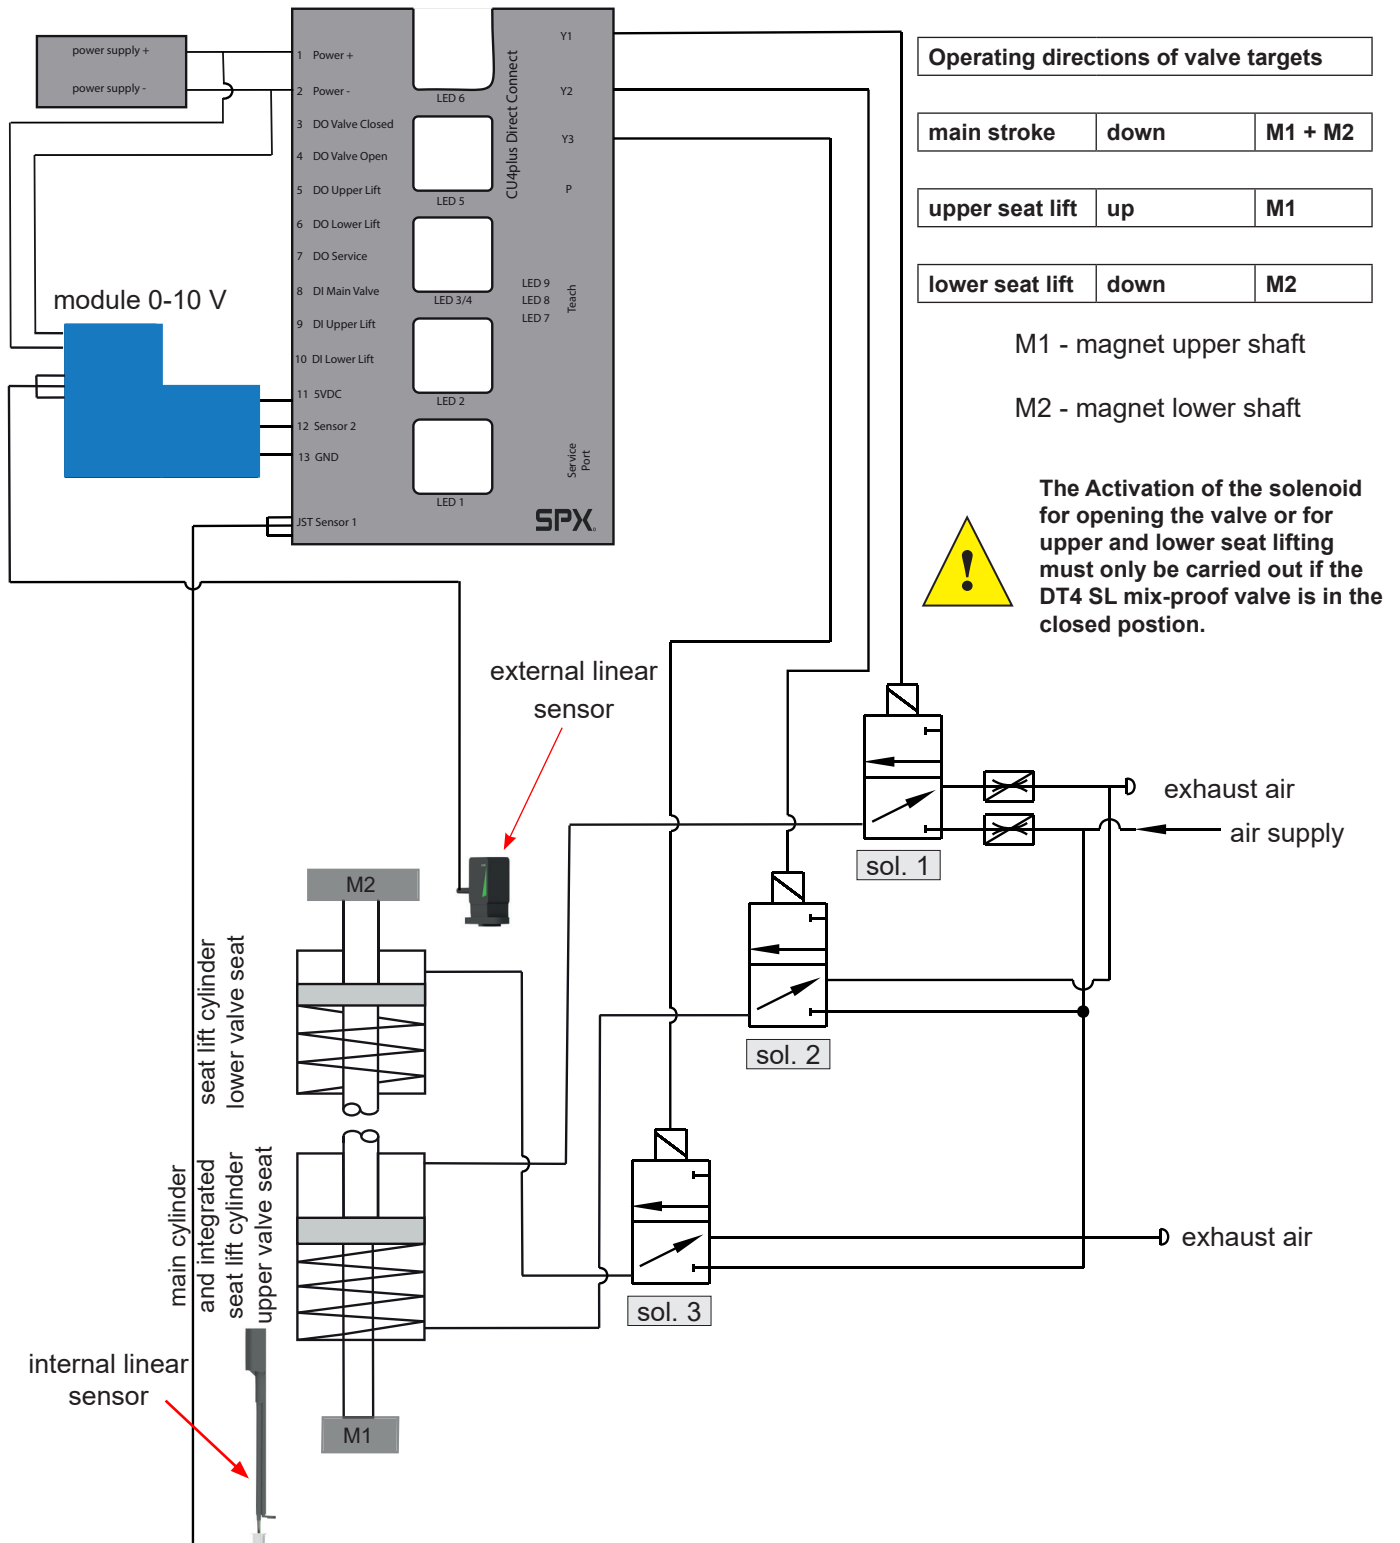 power supply +
power supply -
1 Power +
2 Power -
3 DO Valve Closed
4 DO Valve Open
5 DO Upper Lift
6 DO Lower Lift
7 DO Service
8 DI Main Valve
9 DI Upper Lift
10 DI Lower Lift
11 5VDC
12 Sensor 2
13 GND
JST Sensor 1
LED 6
LED 5
LED 3/4
LED 2
LED 1
CU4plus Direct Connect
Y1
Y2
Y3
P
LED 9
LED 8
LED 7
Teach
Service
Port
SPX
module 0-10 V
Operating directions of valve targets
main stroke down M1 + M2
upper seat lift up M1
lower seat lift down M2
M1 - magnet upper shaft
M2 - magnet lower shaft
!
The Activation of the solenoid
for opening the valve or for
upper and lower seat lifting
must only be carried out if the
DT4 SL mix-proof valve is in the
closed postion.
external linear
sensor
exhaust air
air supply
sol. 1
M2
seat lift cylinder
lower valve seat
sol. 2
main cylinder
and integrated
seat lift cylinder
upper valve seat
exhaust air
sol. 3
internal linear
sensor
M1